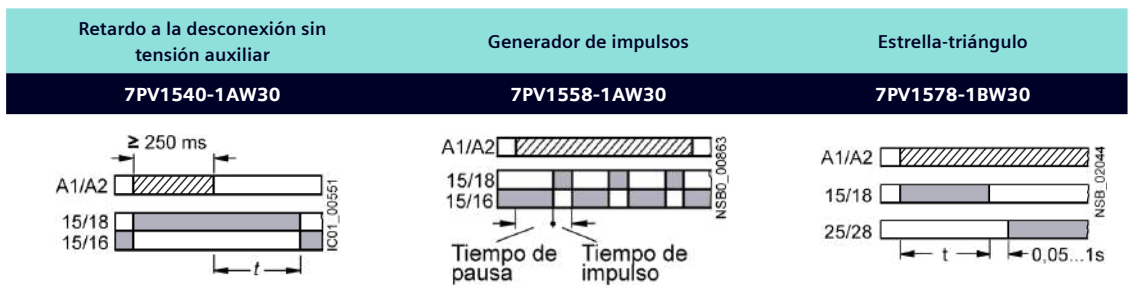 Retardo a la desconexión sin
tensión auxiliar
Generador de impulsos
Estrella-triángulo
7PV1540-1AW30
7PV1558-1AW30
7PV1578-1BW30
≥ 250 ms
A1/A2
15/18
15/16
t
IC01_00551
A1/A2
15/18
15/16
Tiempo de
pausa
Tiempo de
impulso
NSB0_00863
A1/A2
15/18
25/28
t
0,05...1s
NSB_02044